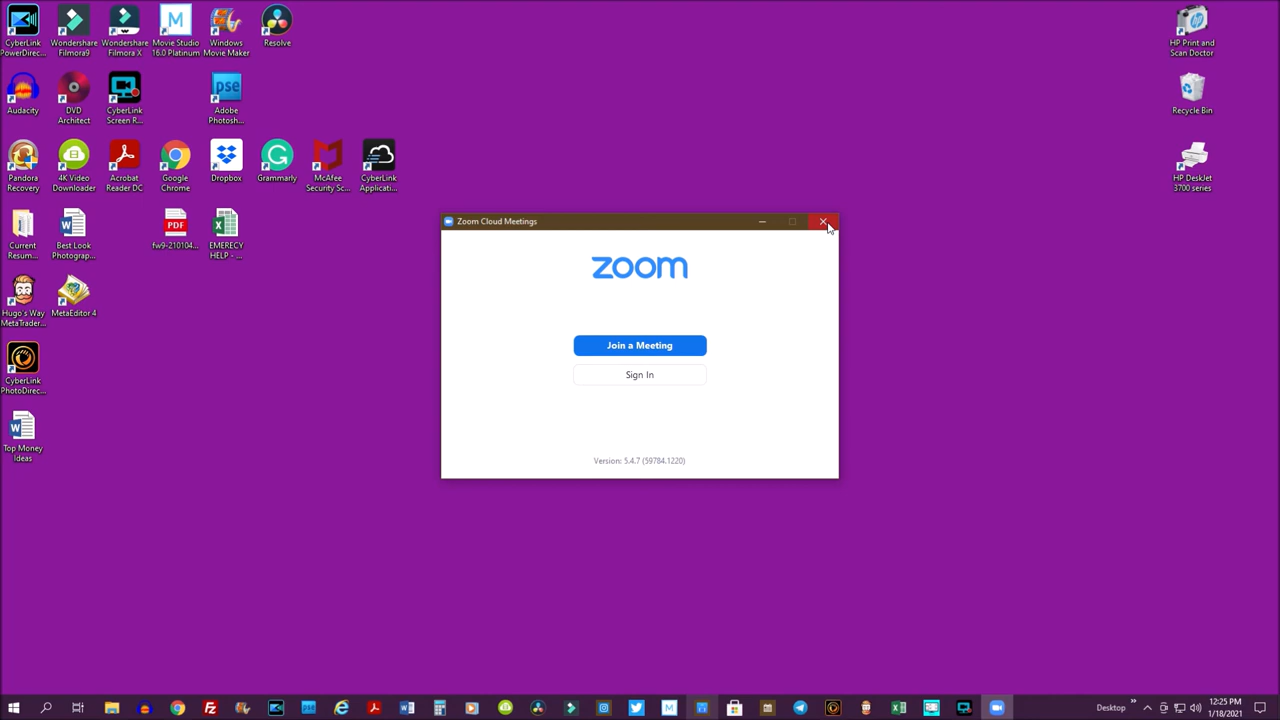 CyberLink
PowerDirec...
Wondershare
Filmora9
Wondershare
Filmora X
M
Movie Studio
16.0 Platinum
Windows
Movie Maker
Resolve
HP Print and
Scan Doctor
Audacity
DVD
Architect
CyberLink
Screen R...
pse
Adobe
Photosh...
Recycle Bin
Pandora
Recovery
4K Video
Downloader
Acrobat
Reader DC
Google
Chrome
Dropbox
Grammarly
McAfee
Security Sc...
CyberLink
Applicati...
HP DeskJet
3700 series
Current
Resum...
Best Look
Photograp...
PDF
fw9-210104...
EMERECY
HELP - ...
Hugo's Way
MetaTrader...
MetaEditor 4
CyberLink
PhotoDirec...
Top Money
Ideas
Zoom Cloud Meetings
zoom
Join a Meeting
Sign In
Version: 5.4.7 (59784.1220)
Desktop
12:25 PM
1/18/2021